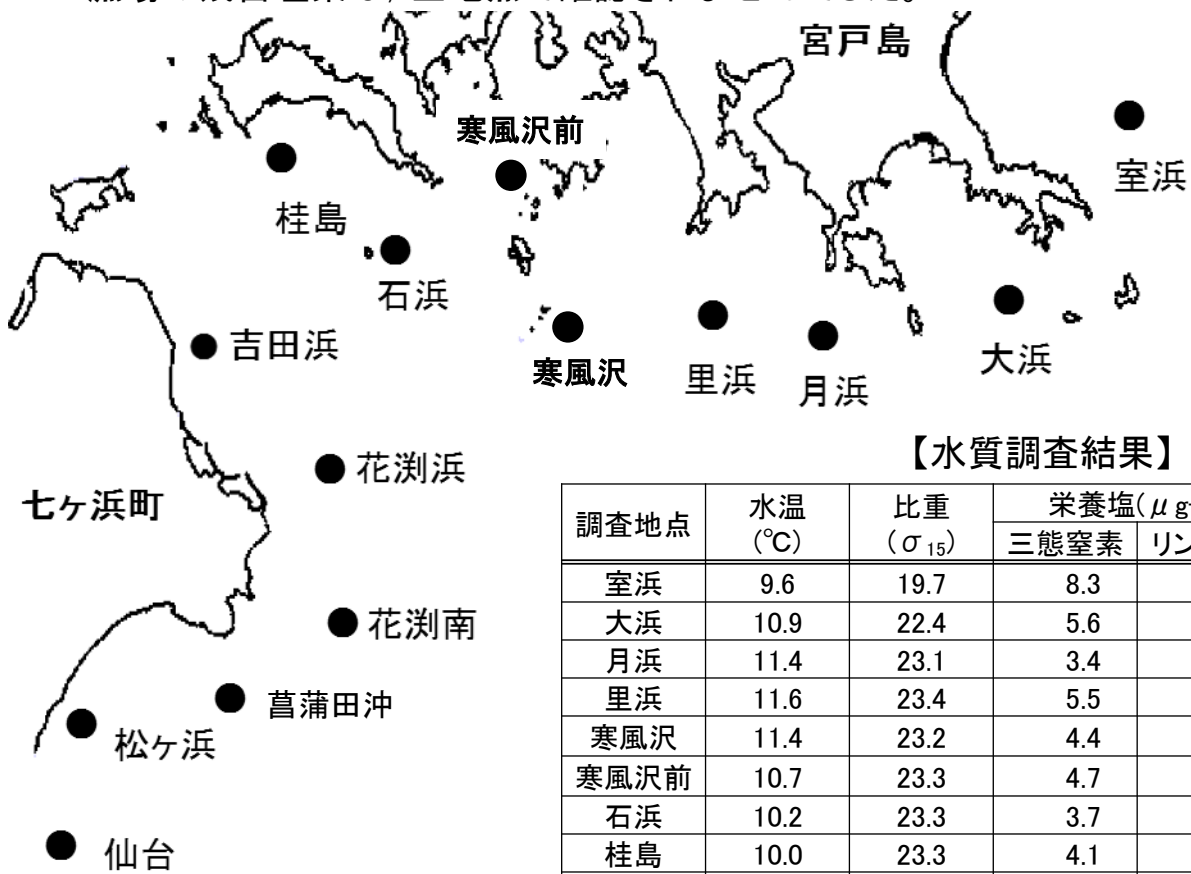 宮戸島
寒風沢前
室浜
桂島
石浜
大浜
吉田浜
寒風沢
里浜
月浜
花渕浜
七ヶ浜町
花渕南
菖蒲田沖
松ヶ浜
仙台
【水質調査結果】
調査地点 水温(℃) 比重(σ15) 栄養塩(μg
三態窒素 リン
室浜 9.6 19.7 8.3
大浜 10.9 22.4 5.6
月浜 11.4 23.1 3.4
里浜 11.6 23.4 5.5
寒風沢 11.4 23.2 4.4
寒風沢前 10.7 23.3 4.7
石浜 10.2 23.3 3.7
桂島 10.0 23.3 4.1